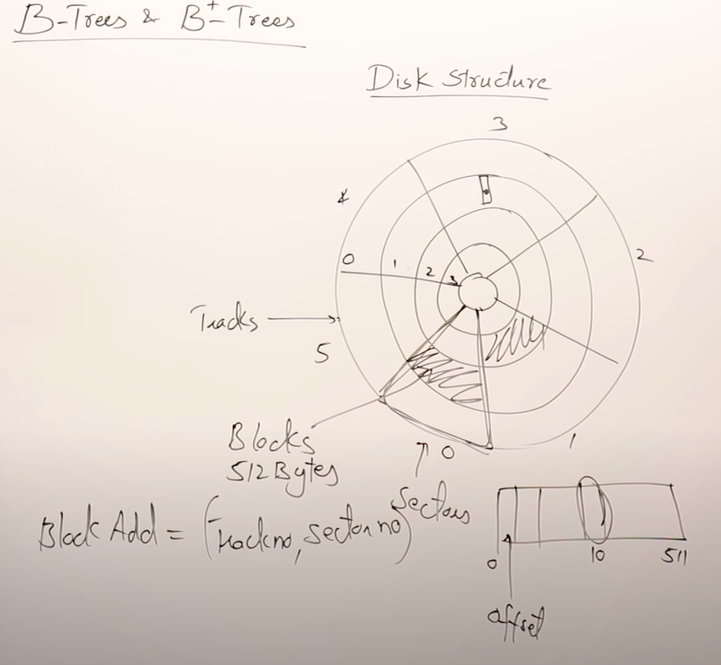 B-Trees & B+-Trees
Disk Structure
3
4
2
0 1 2
Tracks
5
1
0
Blocks
512 Bytes
Sectors
Block Add = (Track no, sector no)
0 10 511
offset